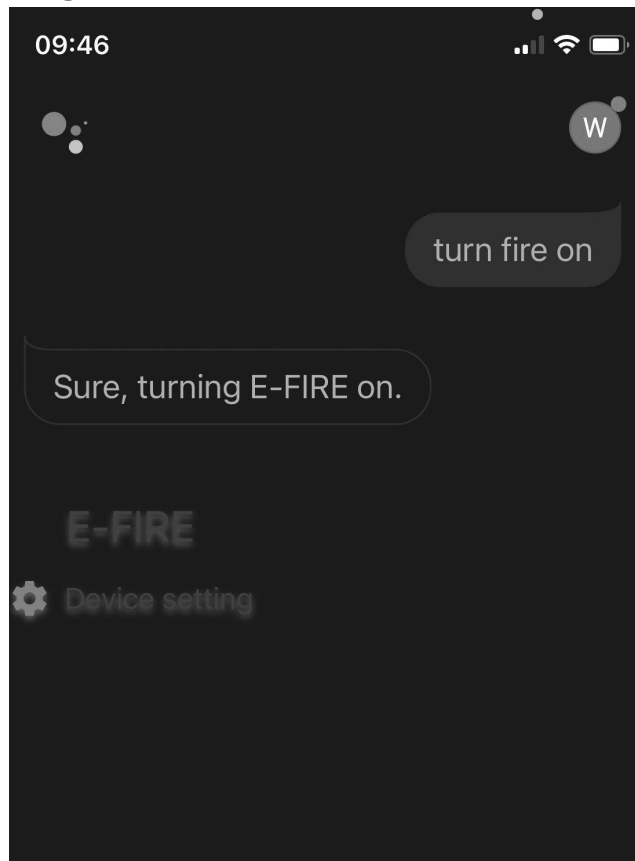 09:46
W
turn fire on
Sure, turning E-FIRE on.
E-FIRE
Device setting